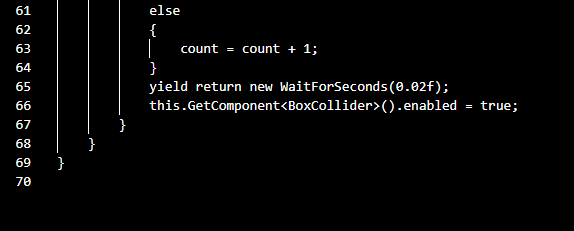 61 else
62 {
63 count = count + 1;
64 }
65 yield return new WaitForSeconds(0.02f);
66 this.GetComponent<BoxCollider>().enabled = true;
67 }
68 }
69 }
70